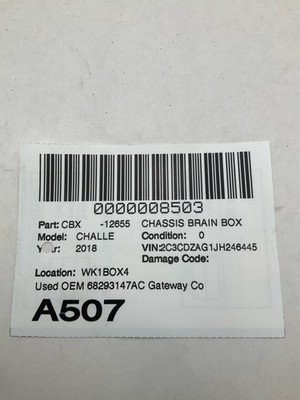 0000008503
Part: CBX -12655 CHASSIS BRAIN BOX
Model: CHALLE Condition: 0
2018 VIN:2C3CDZAG1JH246445
Damage Code:
Location: WK1BOX4
Used OEM 68293147AC Gateway Co
A507